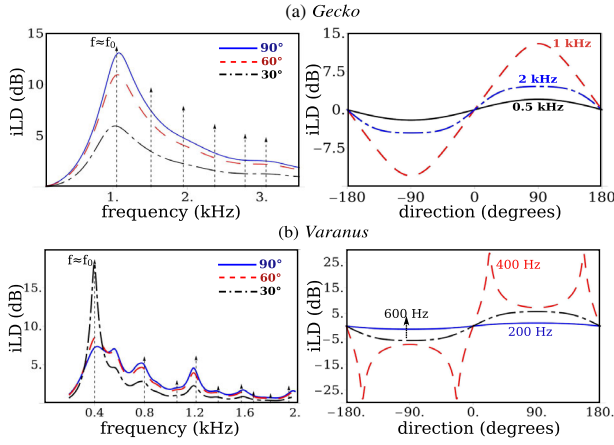 (a) Gecko
15
10
5
iLD (dB)
f≈f₀
90°
60°
30°
1.
2.
3.
frequency (kHz)
15.
7.5
0.
−7.5
iLD (dB)
1 kHz
2 kHz
0.5 kHz
−180.
−90.
0
90
180
direction (degrees)
(b) Varanus
15.
10.
5.
iLD (dB)
f≈f₀
90°
60°
30°
0.4
0.8
1.2
1.6
2.
frequency (kHz)
25.
15.
5.
−5.
−15.
−25.
iLD (dB)
400 Hz
600 Hz
200 Hz
−180.
−90.
0.
90.
180.
direction (degrees)